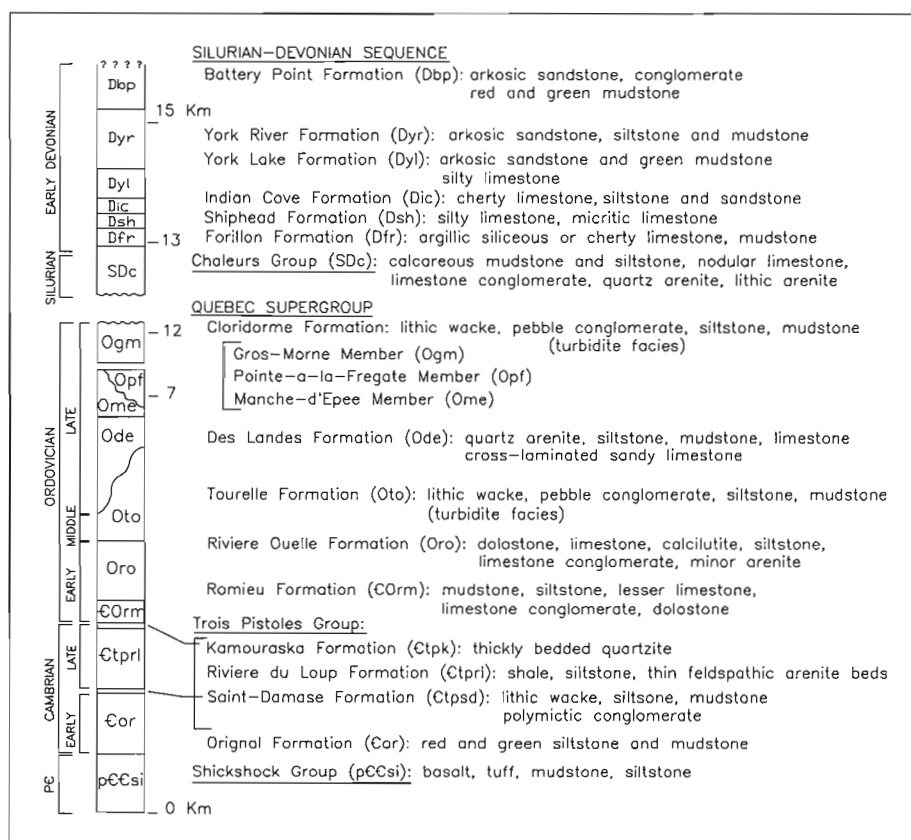 SILURIAN-DEVONIAN SEQUENCE
? ? ? ?
Battery Point Formation (Dbp): arkosic sandstone, conglomerate
red and green mudstone
Dbp
15 Km
York River Formation (Dyr): arkosic sandstone, siltstone and mudstone
Dyr
York Lake Formation (Dyl): arkosic sandstone and green mudstone
silty limestone
Dyl
Indian Cove Formation (Dic): cherty limestone, siltstone and sandstone
Dic
Shiphead Formation (Dsh): silty limestone, micritic limestone
Dsh
Forillon Formation (Dfr): argillic siliceous or cherty limestone, mudstone
Dfr
13
EARLY DEVONIAN
Chaleurs Group (SDc): calcareous mudstone and siltstone, nodular limestone,
limestone conglomerate, quartz arenite, lithic arenite
SDc
SILURIAN
QUEBEC SUPERGROUP
12
Cloridorme Formation: lithic wacke, pebble conglomerate, siltstone, mudstone
(turbidite facies)
Ogm
Gros-Morne Member (Ogm)
Opf
Pointe-a-la-Fregate Member (Opf)
7
Ome
Manche-d'Epee Member (Ome)
LATE
Ode
Des Landes Formation (Ode): quartz arenite, siltstone, mudstone, limestone
cross-laminated sandy limestone
ORDOVICIAN
Tourelle Formation (Oto): lithic wacke, pebble conglomerate, siltstone, mudstone
(turbidite facies)
Oto
MIDDLE
Riviere Ouelle Formation (Oro): dolostone, limestone, calcilutite, siltstone,
limestone conglomerate, minor arenite
Oro
EARLY
Romieu Formation (ЄOrm): mudstone, siltstone, lesser limestone,
limestone conglomerate, dolostone
ЄOrm
Trois Pistoles Group:
Kamouraska Formation (Єtpk): thickly bedded quartzite
Єtprl
Riviere du Loup Formation (Єtprl): shale, siltstone, thin feldspathic arenite beds
LATE
Saint-Damase Formation (Єtpsd): lithic wacke, siltsone, mudstone
polymictic conglomerate
CAMBRIAN
Єor
EARLY
Orignal Formation (Єor): red and green siltstone and mudstone
Shickshock Group (pЄЄsi): basalt, tuff, mudstone, siltstone
pЄЄsi
PЄ
0 Km